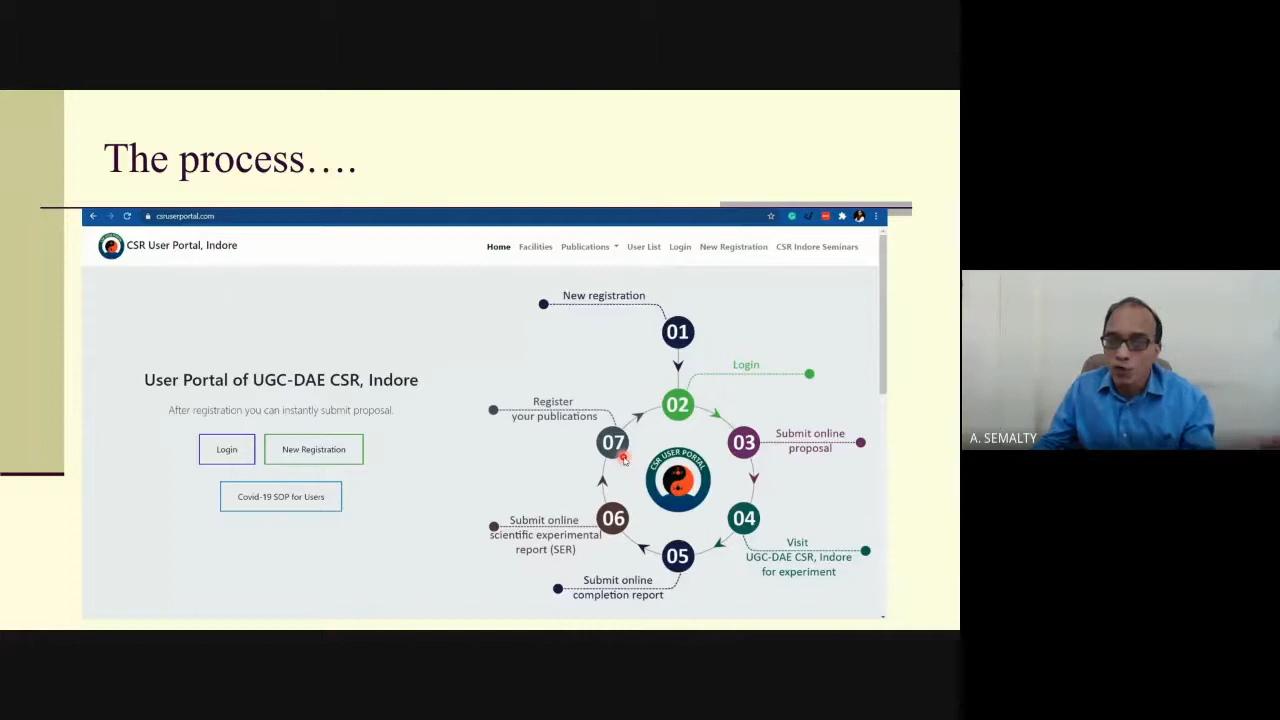 The process….
csruserportal.com
CSR User Portal, Indore
Home Facilities Publications User List Login New Registration CSR Indore Seminars
User Portal of UGC-DAE CSR, Indore
After registration you can instantly submit proposal.
Login
New Registration
Covid-19 SOP for Users
New registration
01
Login
02
Submit online
proposal
03
04
Visit
UGC-DAE CSR, Indore
for experiment
05
Submit online
completion report
06
Submit online
scientific experimental
report (SER)
07
Register
your publications
CSR USER PORTAL
A. SEMALTY